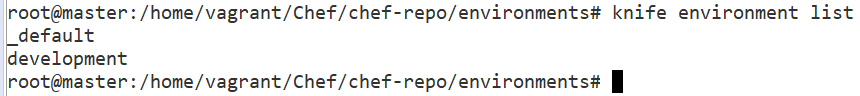 root@master:/home/vagrant/Chef/chef-repo/environments# knife environment list
_default
development
root@master:/home/vagrant/Chef/chef-repo/environments#